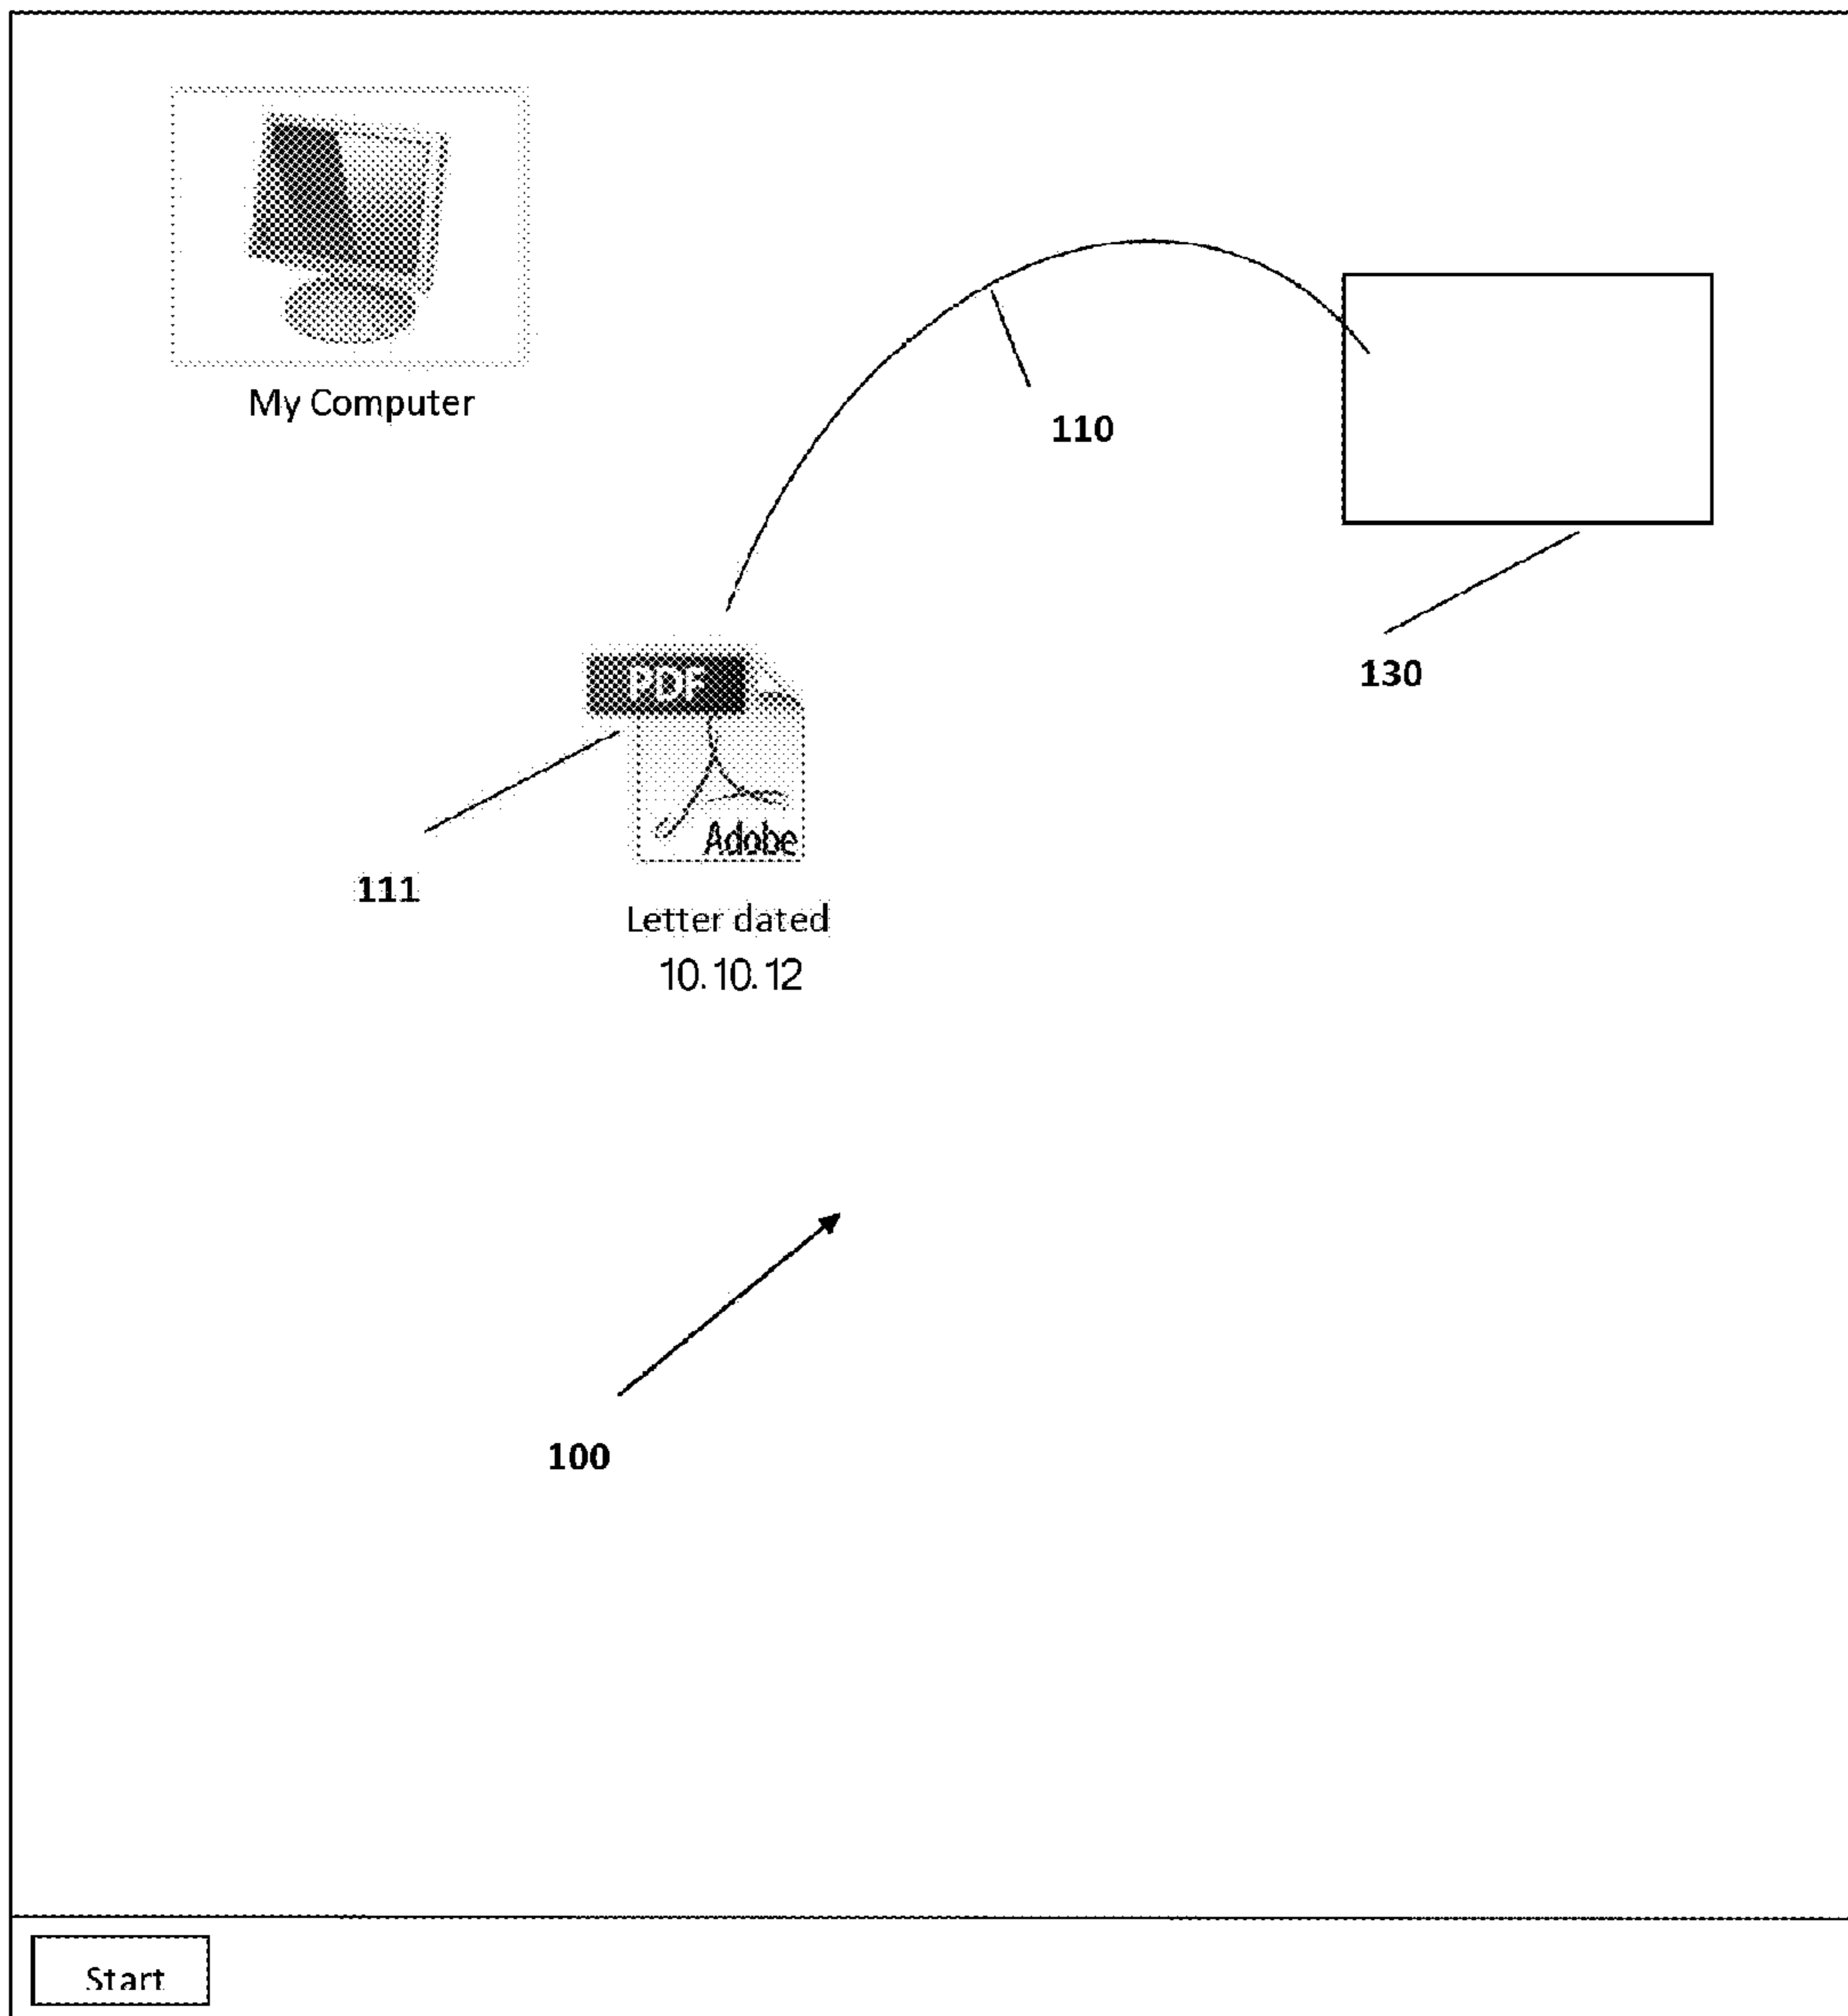 My Computer
110
130
PDF
Adobe
111
Letter dated
10.10.12
100
Start